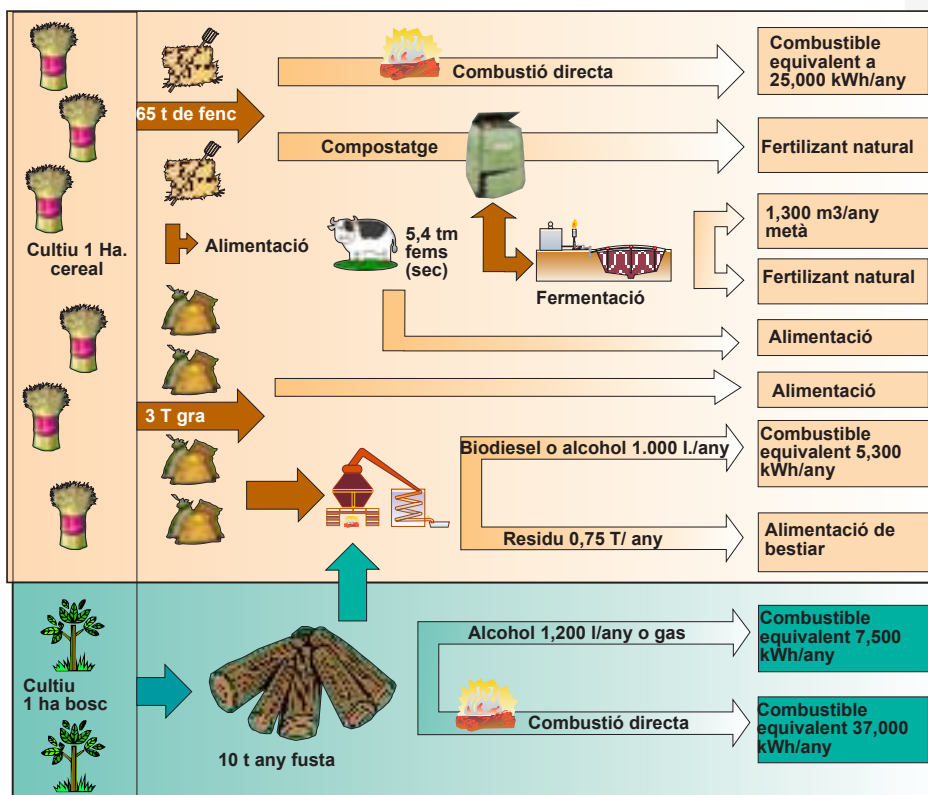 Cultiu 1 Ha.
cereal
65 t de fenc
Combustió directa
Combustible
equivalent a
25,000 kWh/any
Compostatge
Fertilizant natural
Alimentació
5,4 tm
fems
(sec)
Fermentació
1,300 m3/any
metà
Fertilizant natural
Alimentació
3 T gra
Alimentació
Biodiesel o alcohol 1.000 l./any
Combustible
equivalent 5,300
kWh/any
Residu 0,75 T/ any
Alimentació de
bestiar
Cultiu
1 ha bosc
10 t any fusta
Alcohol 1,200 l/any o gas
Combustible
equivalent 7,500
kWh/any
Combustió directa
Combustible
equivalent 37,000
kWh/any